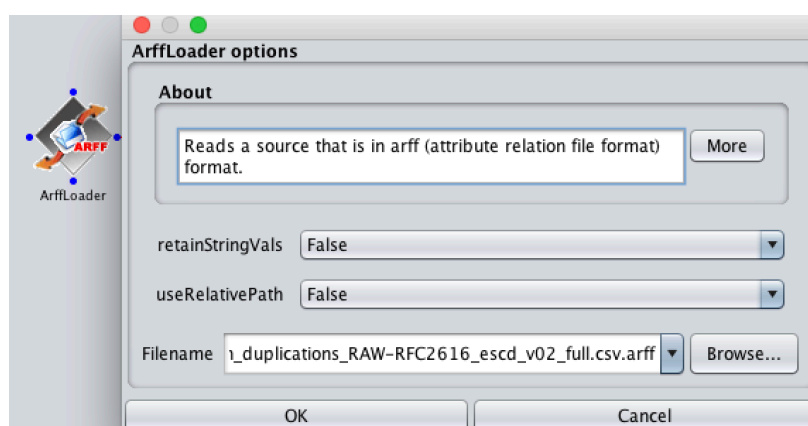 ArffLoader options
About
Reads a source that is in arff (attribute relation file format)
format.
More
ARFF
ArffLoader
retainStringVals False
useRelativePath False
Filename _duplications_RAW-RFC2616_escd_v02_full.csv.arff Browse...
OK Cancel